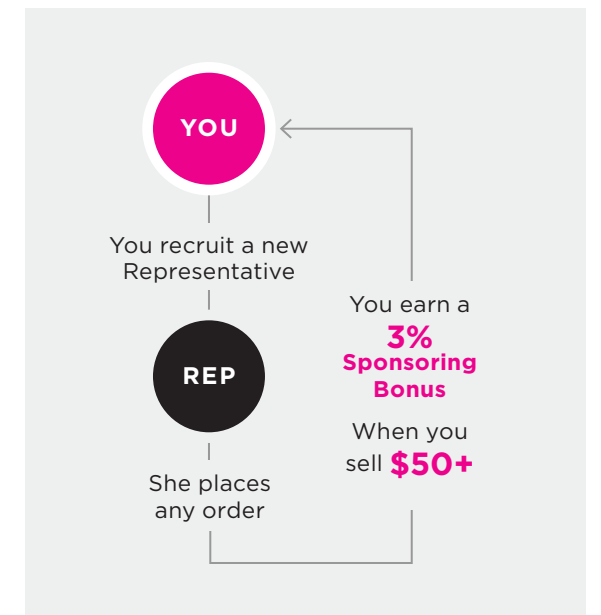 YOU
You recruit a new
Representative
REP
She places
any order
You earn a
3%
Sponsoring
Bonus
When you
sell $50+